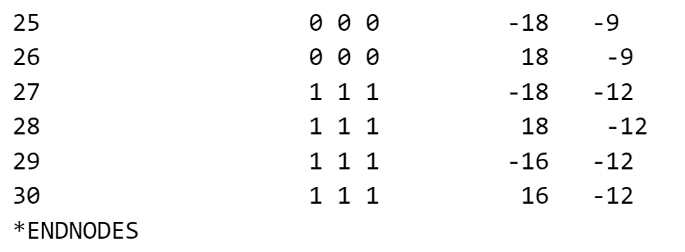 25 0 0 0 -18 -9
26 0 0 0 18 -9
27 1 1 1 -18 -12
28 1 1 1 18 -12
29 1 1 1 -16 -12
30 1 1 1 16 -12
*ENDNODES